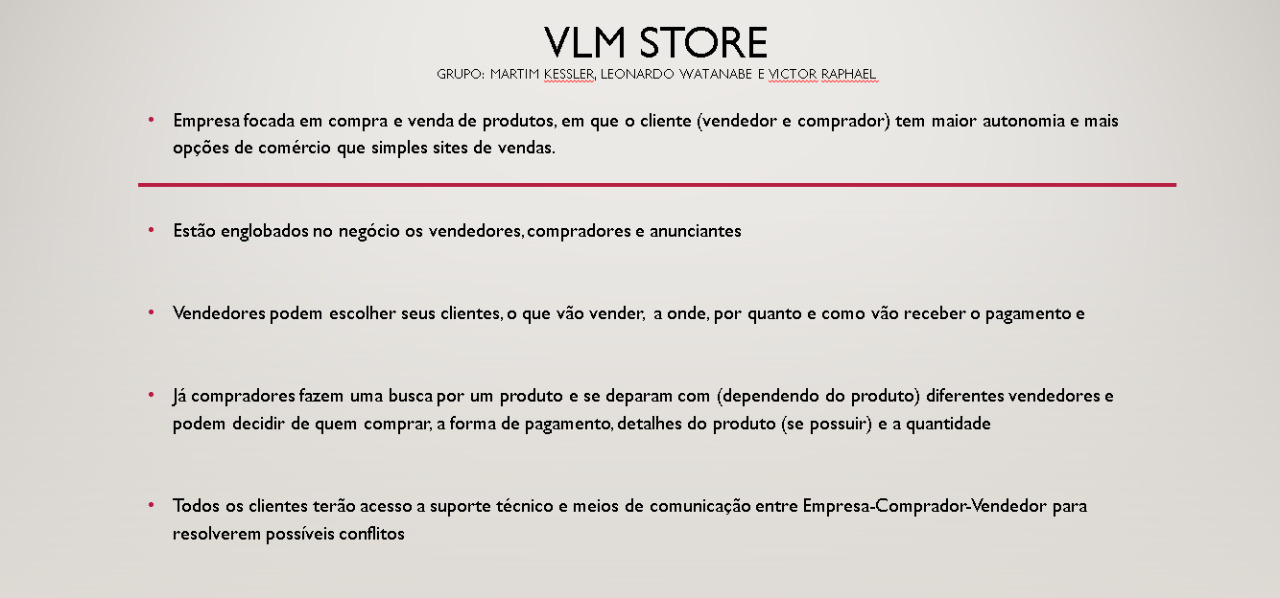 VLM STORE
GRUPO: MARTIM KESSLER, LEONARDO WATANABE E VICTOR RAPHAEL
• Empresa focada em compra e venda de produtos, em que o cliente (vendedor e comprador) tem maior autonomia e mais
opções de comércio que simples sites de vendas.
• Estão englobados no negócio os vendedores, compradores e anunciantes
• Vendedores podem escolher seus clientes, o que vão vender, a onde, por quanto e como vão receber o pagamento e
• Já compradores fazem uma busca por um produto e se deparam com (dependendo do produto) diferentes vendedores e
podem decidir de quem comprar, a forma de pagamento, detalhes do produto (se possuir) e a quantidade
• Todos os clientes terão acesso a suporte técnico e meios de comunicação entre Empresa-Comprador-Vendedor para
resolverem possíveis conflitos